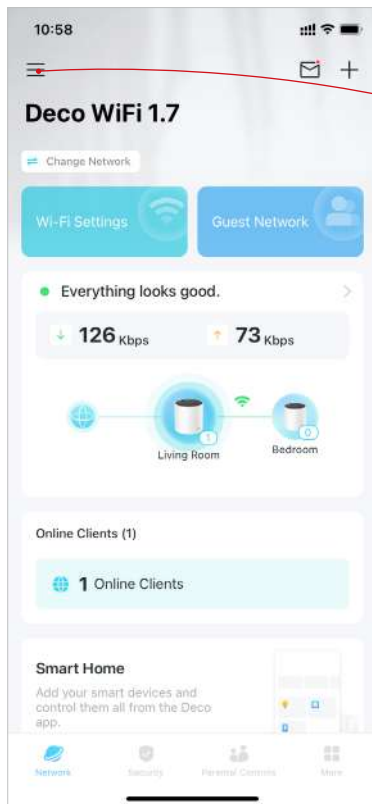 10:58
Deco WiFi 1.7
Change Network
Wi-Fi Settings
Guest Network
Everything looks good.
126 Kbps
73 Kbps
1
0
Living Room
Bedroom
Online Clients (1)
1 Online Clients
Smart Home
Add your smart devices and
control them all from the Deco
app.
Network
Security
Parental Controls
More